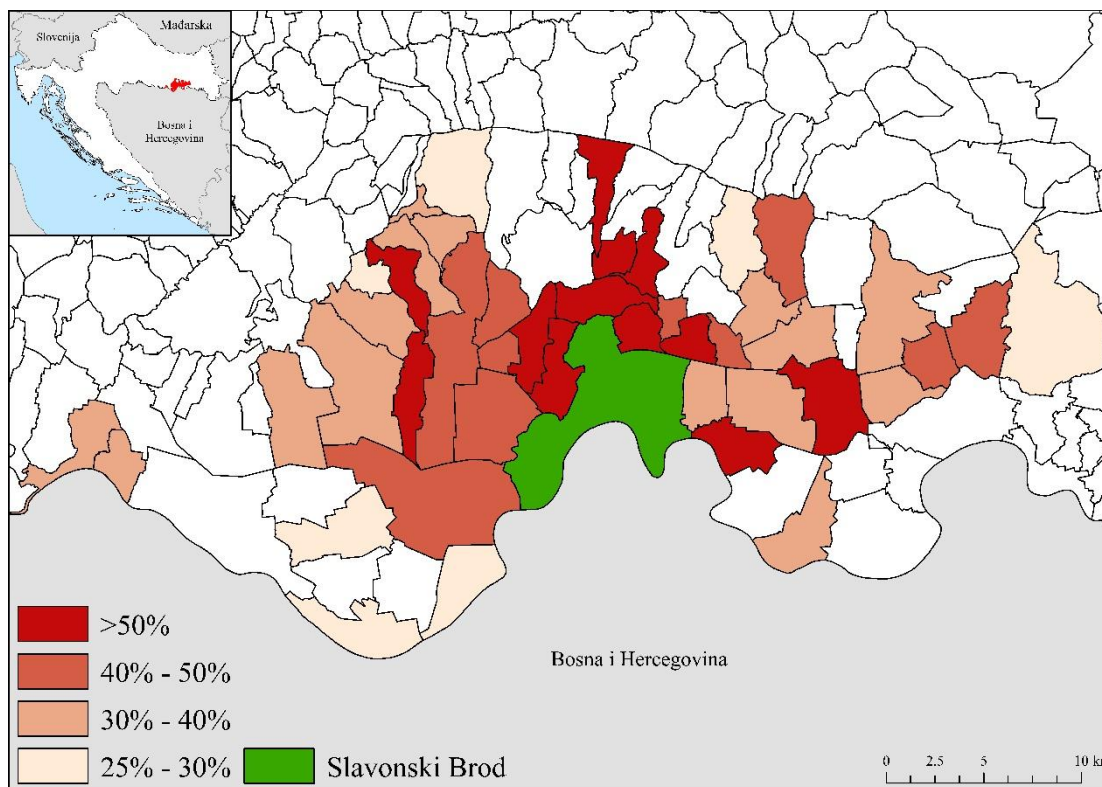 Slovenija
Mađarska
Bosna i
Hercegovina
Bosna i Hercegovina
>50%
40% - 50%
30% - 40%
25% - 30%
Slavonski Brod
0 2.5 5 10 km